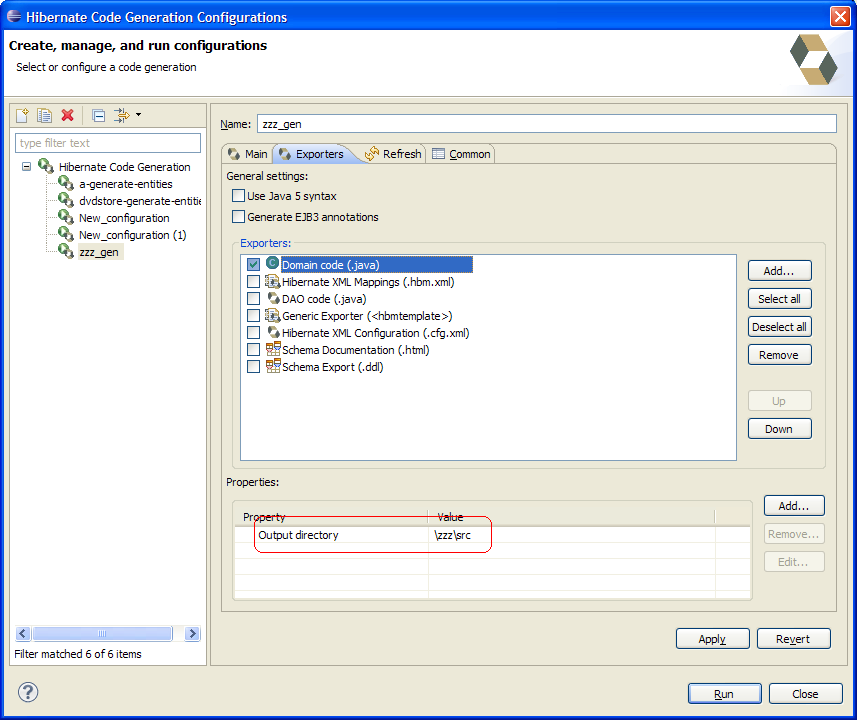 Hibernate Code Generation Configurations
Create, manage, and run configurations
Select or configure a code generation
type filter text
Hibernate Code Generation
a-generate-entities
dvdstore-generate-entitie
New_configuration
New_configuration (1)
zzz_gen
Filter matched 6 of 6 items
Name: zzz_gen
Main Exporters Refresh Common
General settings:
Use Java 5 syntax
Generate EJB3 annotations
Exporters:
Domain code (.java)
Hibernate XML Mappings (.hbm.xml)
DAO code (.java)
Generic Exporter (<hbmtemplate>)
Hibernate XML Configuration (.cfg.xml)
Schema Documentation (.html)
Schema Export (.ddl)
Add...
Select all
Deselect all
Remove
Up
Down
Properties:
Property Value
Output directory \zzz\src
Add...
Remove...
Edit...
Apply Revert
? Run Close